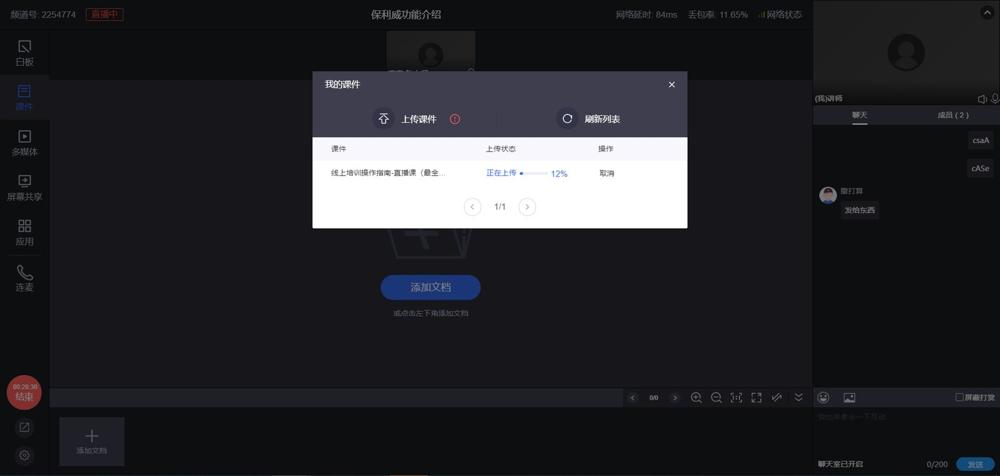 频道号: 2254774
直播中
保利威功能介绍
网络延时: 84ms
丢包率: 11.65%
网络状态
白板
课件
多媒体
屏幕共享
应用
连麦
00:26:30
结束
我的课件
上传课件
刷新列表
课件
上传状态
操作
线上培训操作指南-直播课（最全...
正在上传
12%
取消
1/1
添加文档
或点击左下角添加文档
0/0
添加文档
(我)讲师
聊天
成员 ( 2 )
csaA
cASe
撒打算
发给东西
屏蔽打赏
我也来参与一下互动
聊天室已开启
0/200
发送